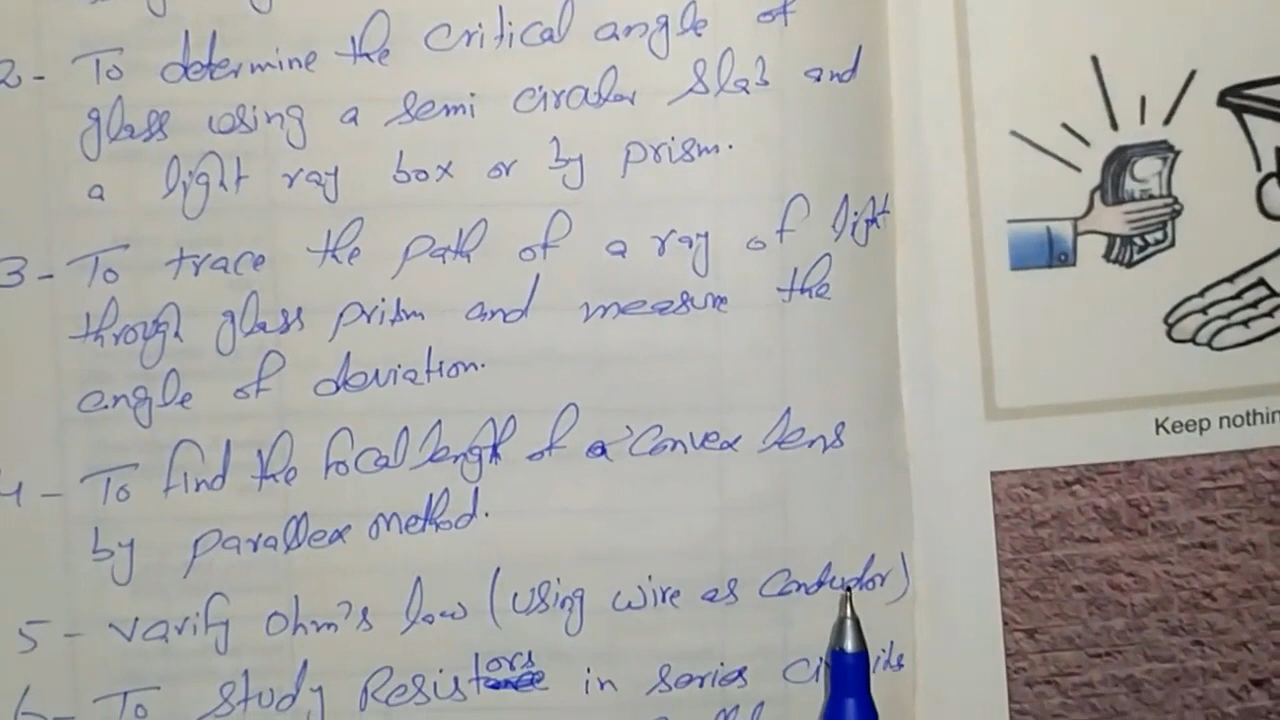 2- To determine the critical angle of
glass using a semi circular slab and
a light ray box or by prism.
3- To trace the path of a ray of light
through glass prism and measure the
angle of deviation.
4- To find the focal length of a convex lens
by parallex method.
5- varify Ohm's low (using wire as conductor)
6- To study Resistors in series circuits
Keep nothin